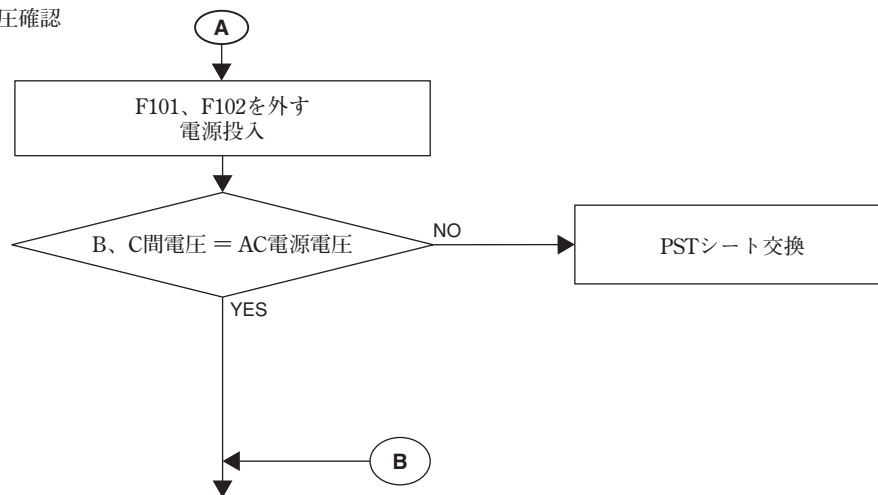 圧確認
A
F101、F102を外す
電源投入
B、C間電圧 = AC電源電圧
NO
PSTシート交換
YES
B